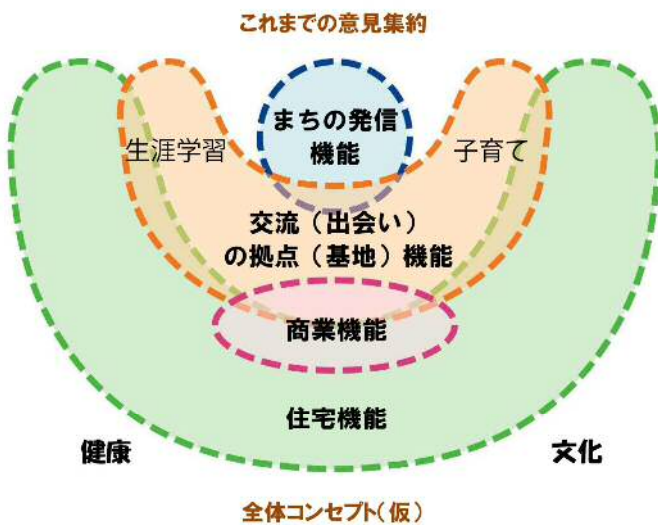 これまでの意見集約
まちの発信
機能
生涯学習
子育て
交流（出会い）
の拠点（基地）機能
商業機能
住宅機能
健康
文化
全体コンセプト（仮）